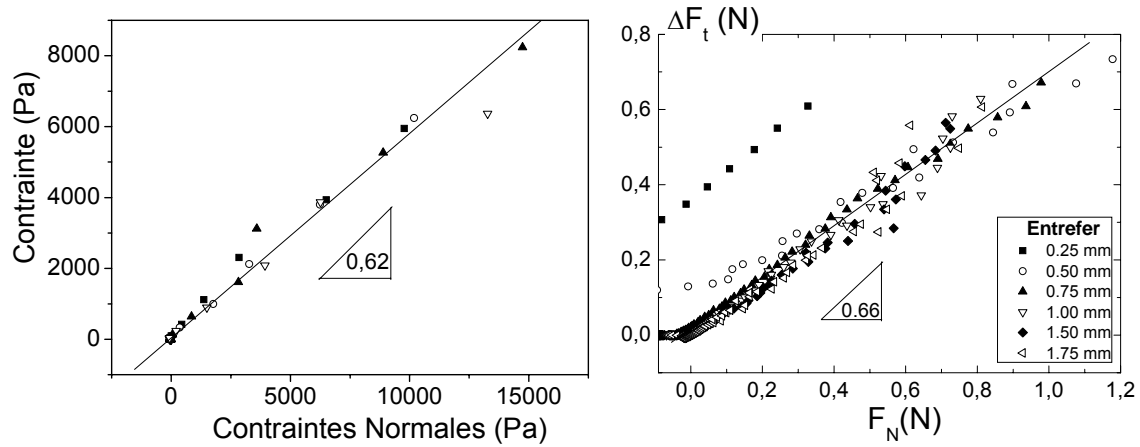 8000
6000
4000
2000
0
Contrainte (Pa)
0,62
0
5000
10000
15000
Contraintes Normales (Pa)
ΔFt (N)
0,8
0,6
0,4
0,2
0,0
0.66
Entrefer
0.25 mm
0.50 mm
0.75 mm
1.00 mm
1.50 mm
1.75 mm
0,0
0,2
0,4
0,6
0,8
1,0
1,2
FN(N)